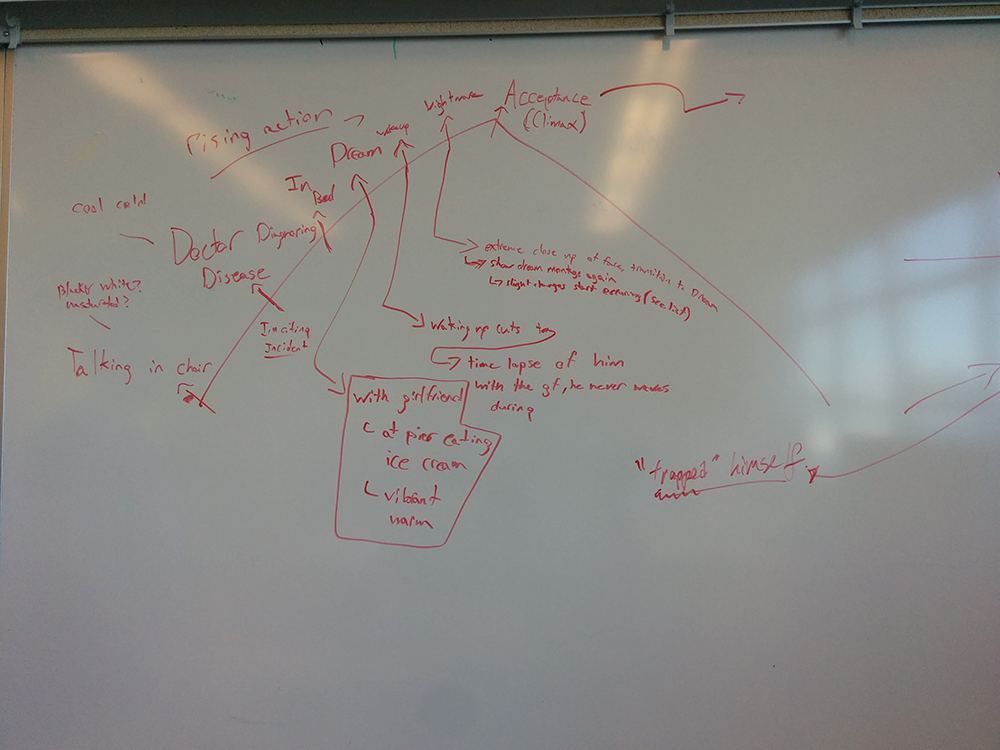 Acceptance
(Climax)
Nightmare
rising action
wakeup
Dream
In
Bed
cool cold
Doctor Diagnosing
Disease
extreme close up of face, transition to Dream
show dream montage again
slight changes start occurring (see list)
Black or white?
unsaturated?
Inciting
Incident
waking up cuts to
Talking in chair
time lapse of him
with the gf, he never wakes
during
with girlfriend
at pier eating
ice cream
vibrant
warm
"trapped" himself